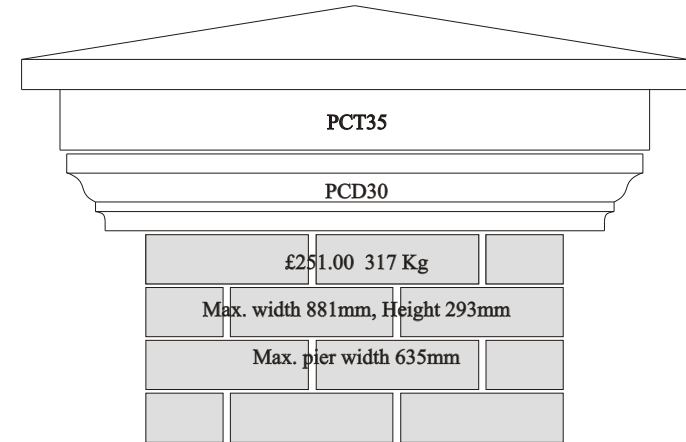 PCT35
PCD30
£251.00 317 Kg
Max. width 881mm, Height 293mm
Max. pier width 635mm